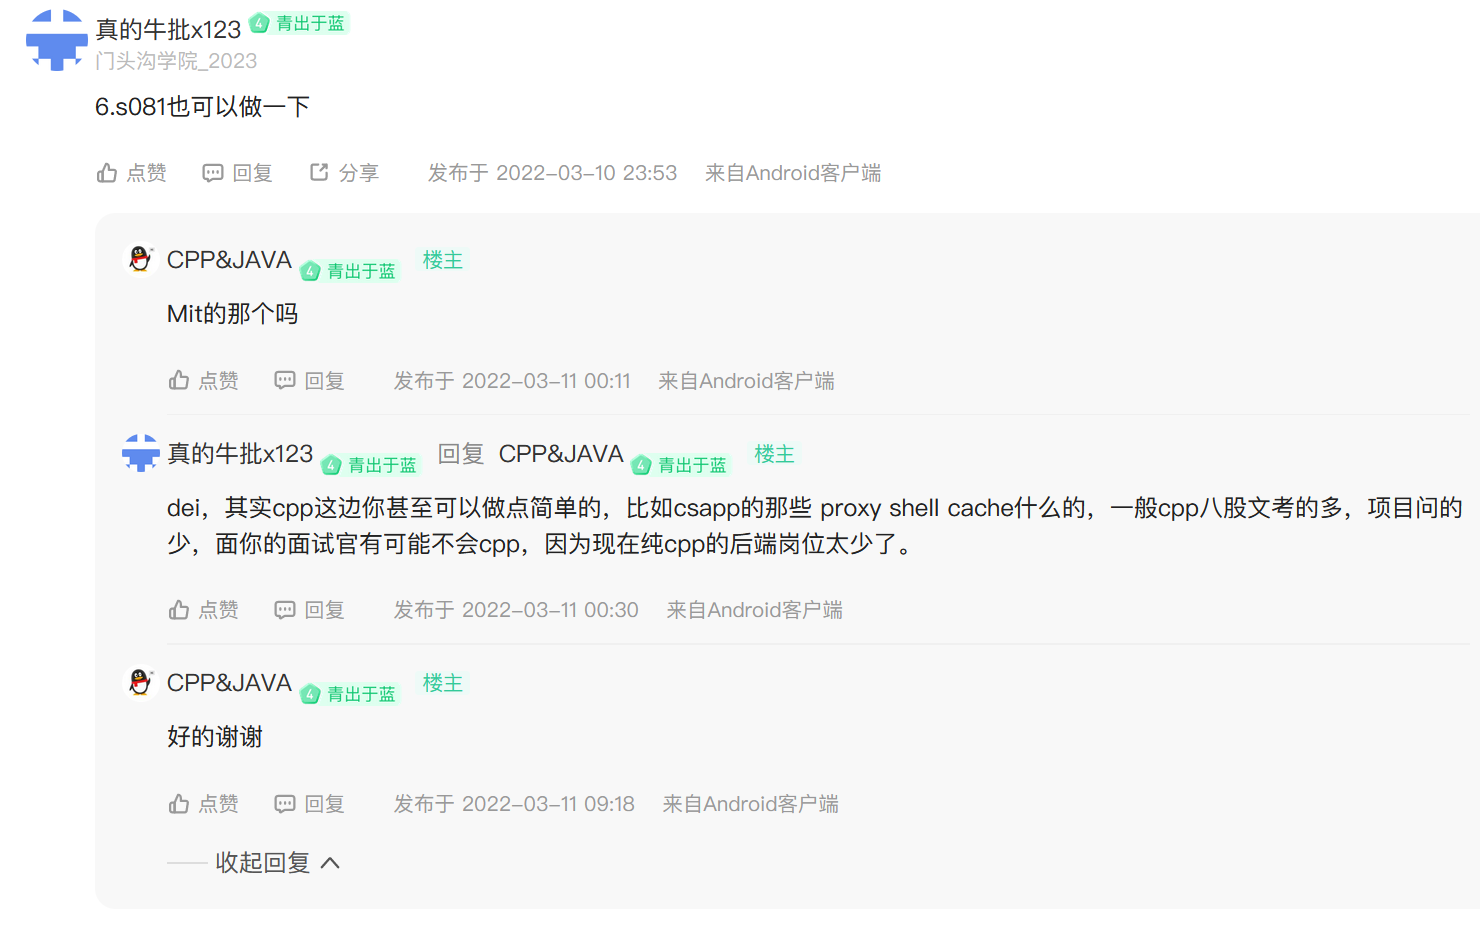 真的牛批x123 4 青出于蓝
门头沟学院_2023
6.s081也可以做一下
点赞 回复 分享 发布于 2022-03-10 23:53 来自Android客户端
CPP&JAVA 4 青出于蓝 楼主
Mit的那个吗
点赞 回复 发布于 2022-03-11 00:11 来自Android客户端
真的牛批x123 4 青出于蓝 回复 CPP&JAVA 4 青出于蓝 楼主
dei，其实cpp这边你甚至可以做点简单的，比如csapp的那些 proxy shell cache什么的，一般cpp八股文考的多，项目问的
少，面你的面试官有可能不会cpp，因为现在纯cpp的后端岗位太少了。
点赞 回复 发布于 2022-03-11 00:30 来自Android客户端
CPP&JAVA 4 青出于蓝 楼主
好的谢谢
点赞 回复 发布于 2022-03-11 09:18 来自Android客户端
收起回复